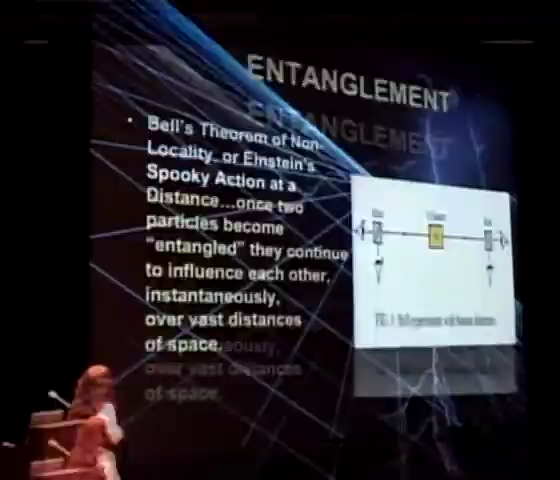 ENTANGLEMENT
• Bell's Theorem of Non-
Locality, or Einstein's
Spooky Action at a
Distance...once two
particles become
"entangled" they continue
to influence each other,
instantaneously,
over vast distances
of space.